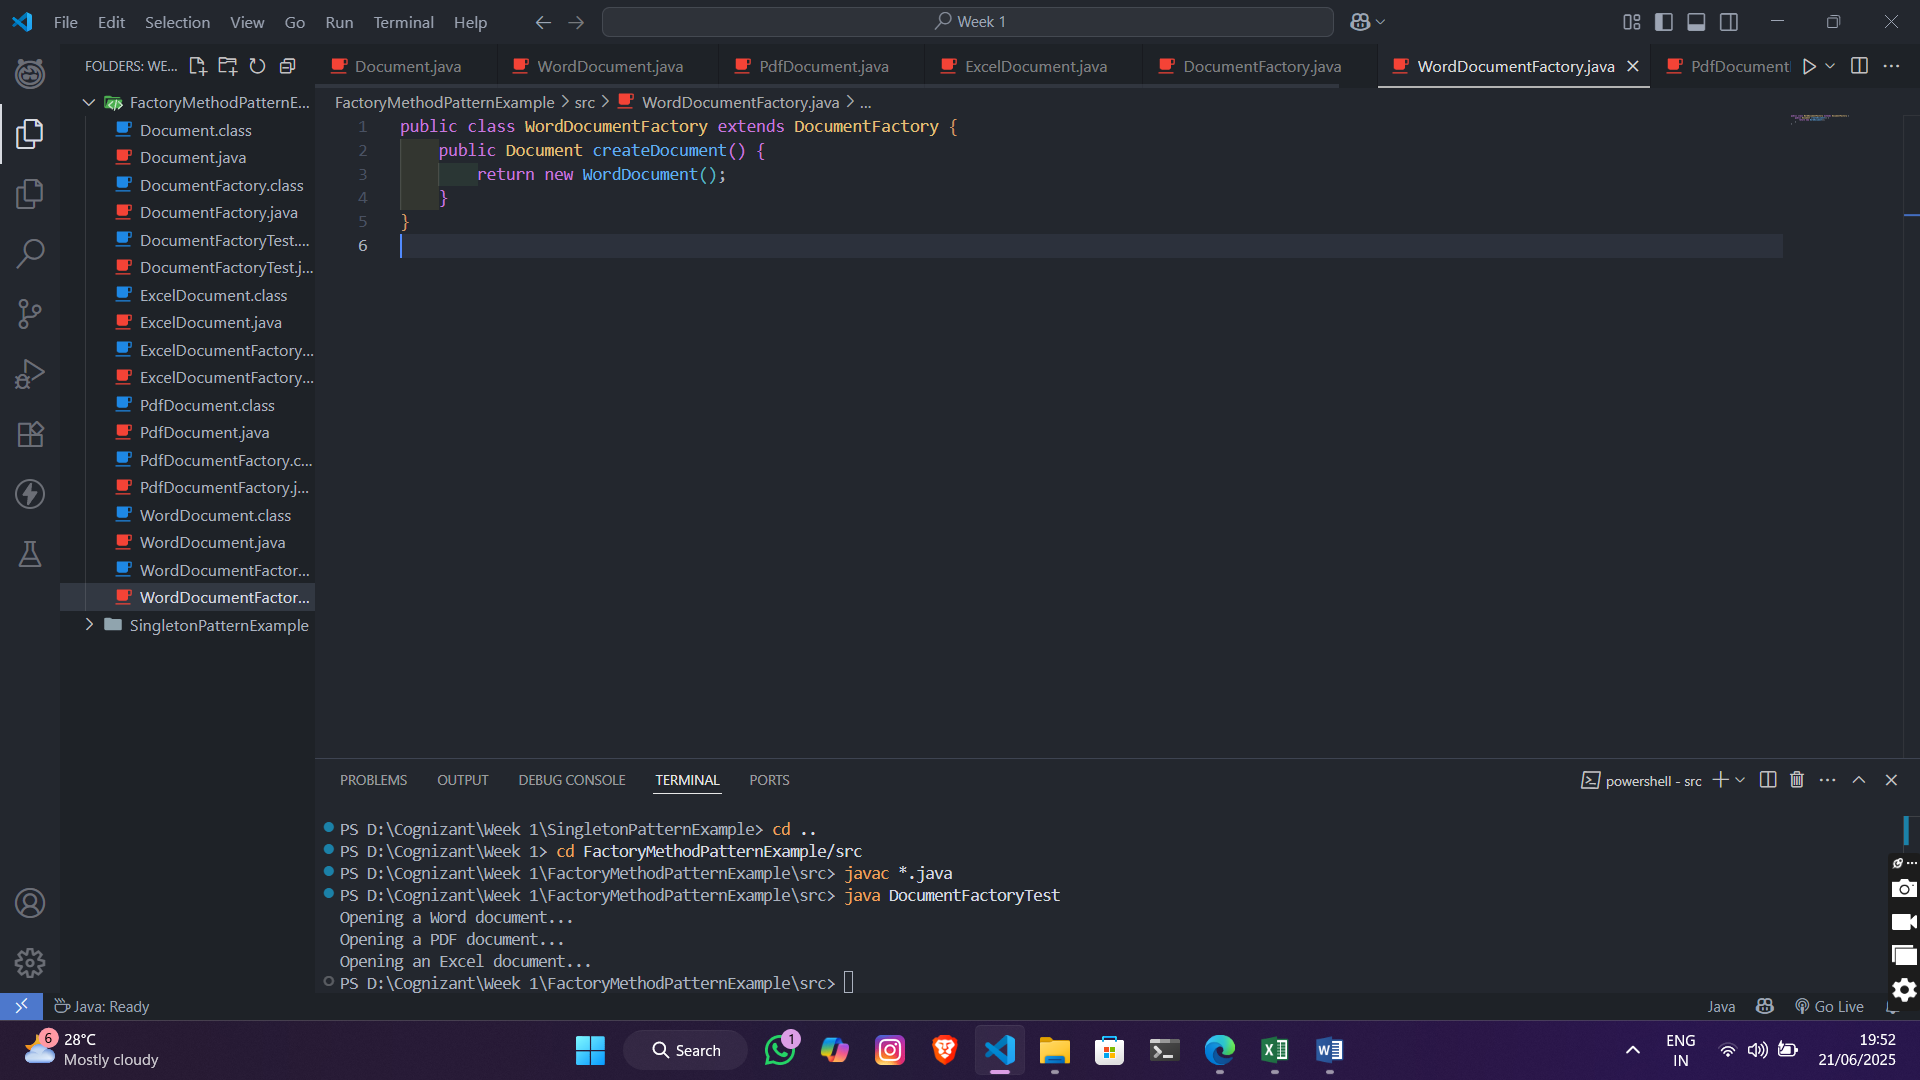 File Edit Selection View Go Run Terminal Help
Week 1
FOLDERS: WE...
Document.java WordDocument.java PdfDocument.java ExcelDocument.java DocumentFactory.java WordDocumentFactory.java PdfDocument
FactoryMethodPatternExample > src > WordDocumentFactory.java > ...
FactoryMethodPatternE...
Document.class
Document.java
DocumentFactory.class
DocumentFactory.java
DocumentFactoryTest....
DocumentFactoryTest.j...
ExcelDocument.class
ExcelDocument.java
ExcelDocumentFactory...
ExcelDocumentFactory...
PdfDocument.class
PdfDocument.java
PdfDocumentFactory.c...
PdfDocumentFactory.j...
WordDocument.class
WordDocument.java
WordDocumentFactor...
WordDocumentFactor...
SingletonPatternExample
1 public class WordDocumentFactory extends DocumentFactory {
2 public Document createDocument() {
3 return new WordDocument();
4 }
5 }
6
PROBLEMS OUTPUT DEBUG CONSOLE TERMINAL PORTS
powershell - src
PS D:\Cognizant\Week 1\SingletonPatternExample> cd ..
PS D:\Cognizant\Week 1> cd FactoryMethodPatternExample/src
PS D:\Cognizant\Week 1\FactoryMethodPatternExample\src> javac *.java
PS D:\Cognizant\Week 1\FactoryMethodPatternExample\src> java DocumentFactoryTest
Opening a Word document...
Opening a PDF document...
Opening an Excel document...
PS D:\Cognizant\Week 1\FactoryMethodPatternExample\src>
Java: Ready
Java
Go Live
6
28°C
Mostly cloudy
Search
1
ENG
IN
19:52
21/06/2025